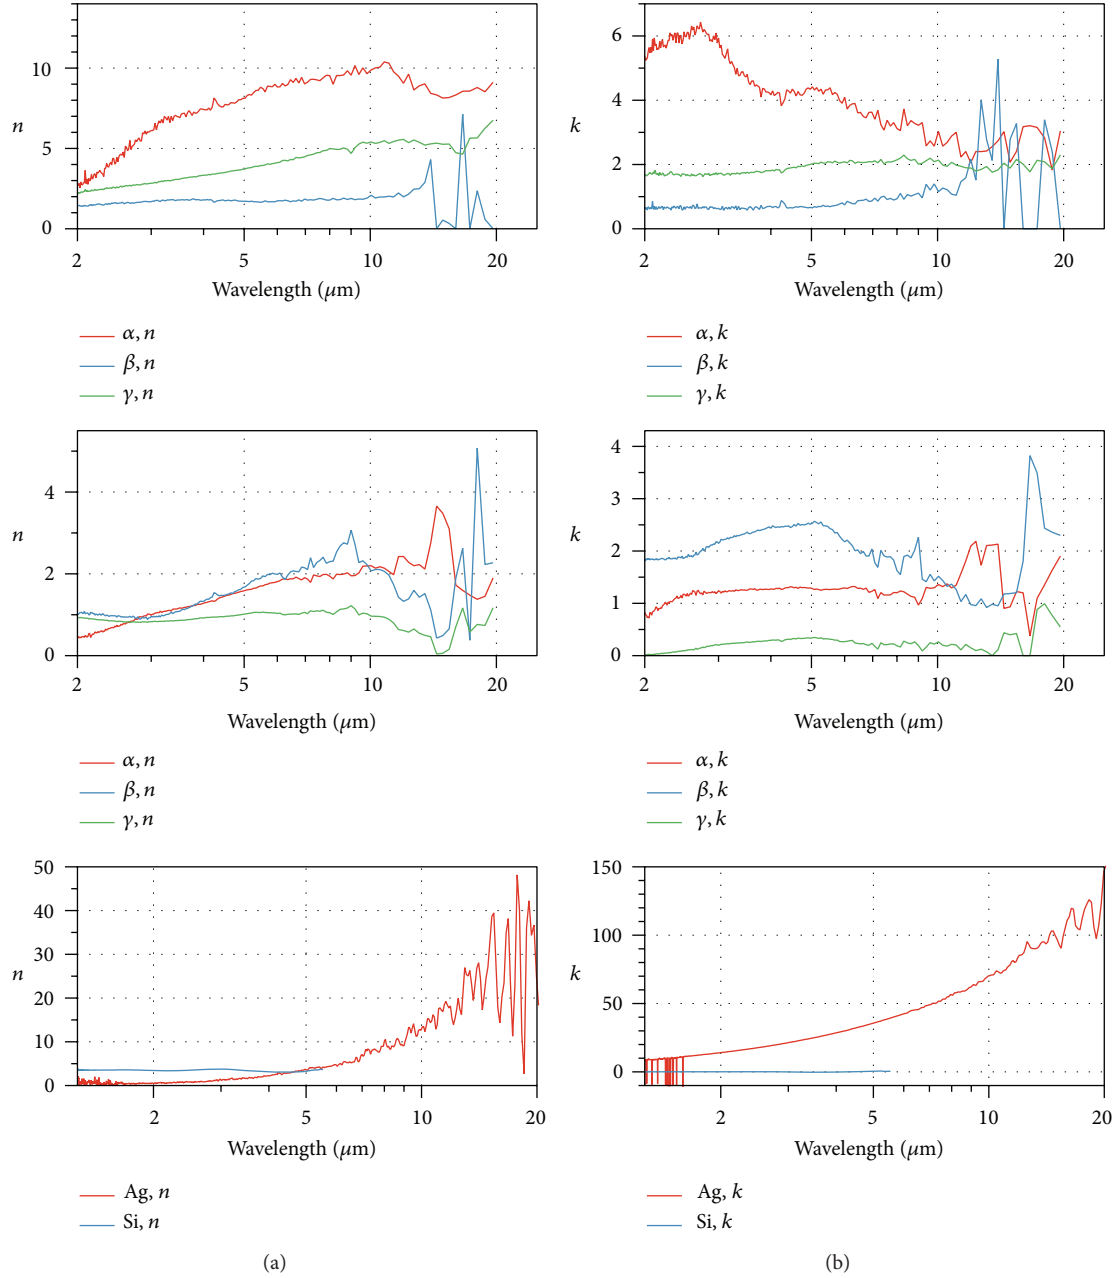 10
5
0
n
2
5
10
20
Wavelength (μm)
α, n
β, n
γ, n
6
4
2
0
k
2
5
10
20
Wavelength (μm)
α, k
β, k
γ, k
4
2
0
n
2
5
10
20
Wavelength (μm)
α, n
β, n
γ, n
4
3
2
1
0
k
2
5
10
20
Wavelength (μm)
α, k
β, k
γ, k
50
40
30
20
10
0
n
2
5
10
20
Wavelength (μm)
Ag, n
Si, n
(a)
150
100
50
0
k
2
5
10
20
Wavelength (μm)
Ag, k
Si, k
(b)